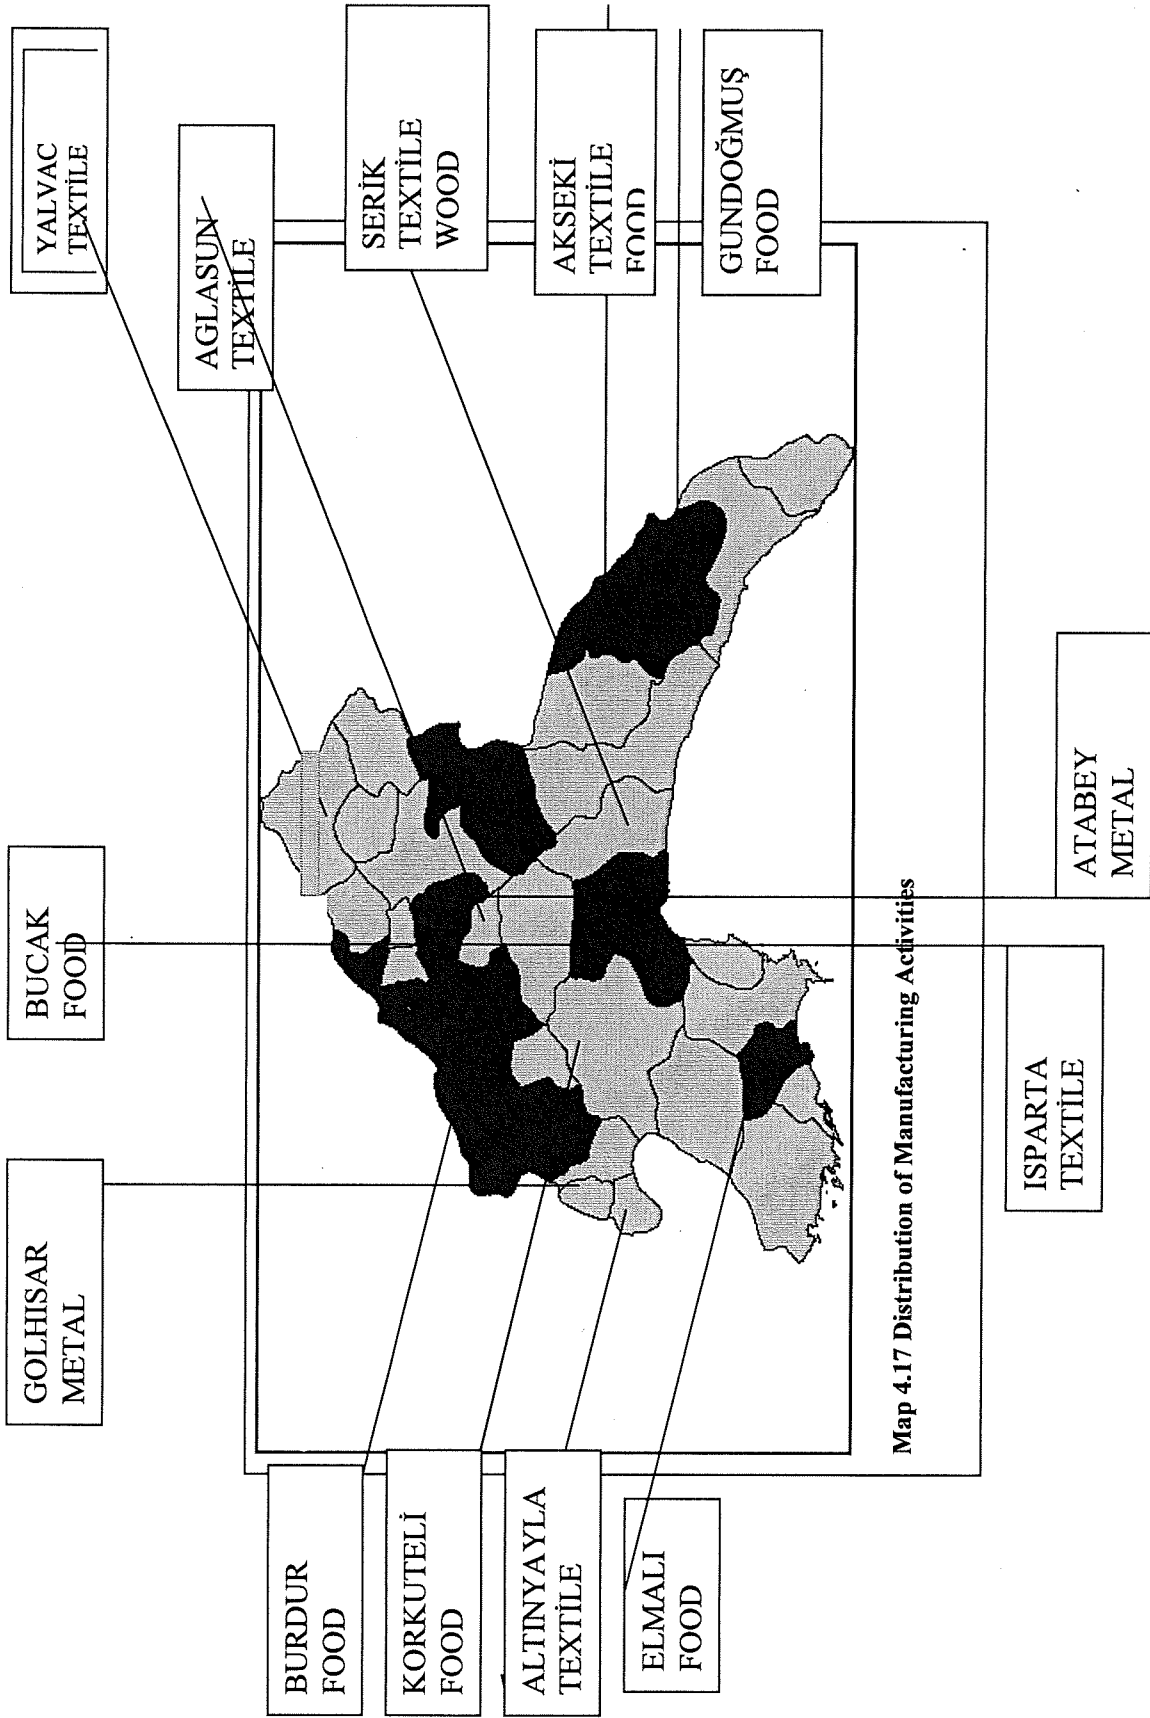 GOLHISAR
METAL
BUCAK
FOOD
YALVAC
TEXTİLE
AGLASUN
TEXTİLE
SERİK
TEXTİLE
WOOD
AKSEKİ
TEXTİLE
FOOD
GUNDOĞMUŞ
FOOD
BURDUR
FOOD
KORKUTELİ
FOOD
ALTINYAYLA
TEXTİLE
ELMALI
FOOD
ISPARTA
TEXTİLE
ATABEY
METAL
Map 4.17 Distribution of Manufacturing Activities